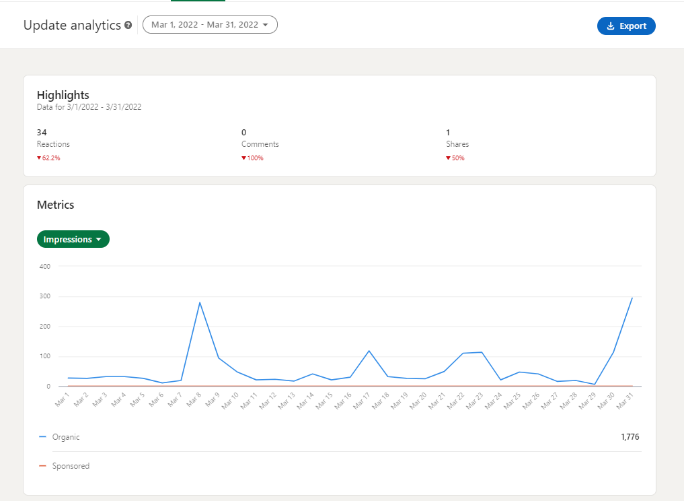 Update analytics
Mar 1, 2022 - Mar 31, 2022
Export
Highlights
Data for 3/1/2022 - 3/31/2022
34
0
1
Reactions
Comments
Shares
▼62.2%
▼100%
▼50%
Metrics
Impressions
400
300
200
100
0
Mar 1
Mar 2
Mar 3
Mar 4
Mar 5
Mar 6
Mar 7
Mar 8
Mar 9
Mar 10
Mar 11
Mar 12
Mar 13
Mar 14
Mar 15
Mar 16
Mar 17
Mar 18
Mar 19
Mar 20
Mar 21
Mar 22
Mar 23
Mar 24
Mar 25
Mar 26
Mar 27
Mar 28
Mar 29
Mar 30
Mar 31
Organic 1,776
Sponsored